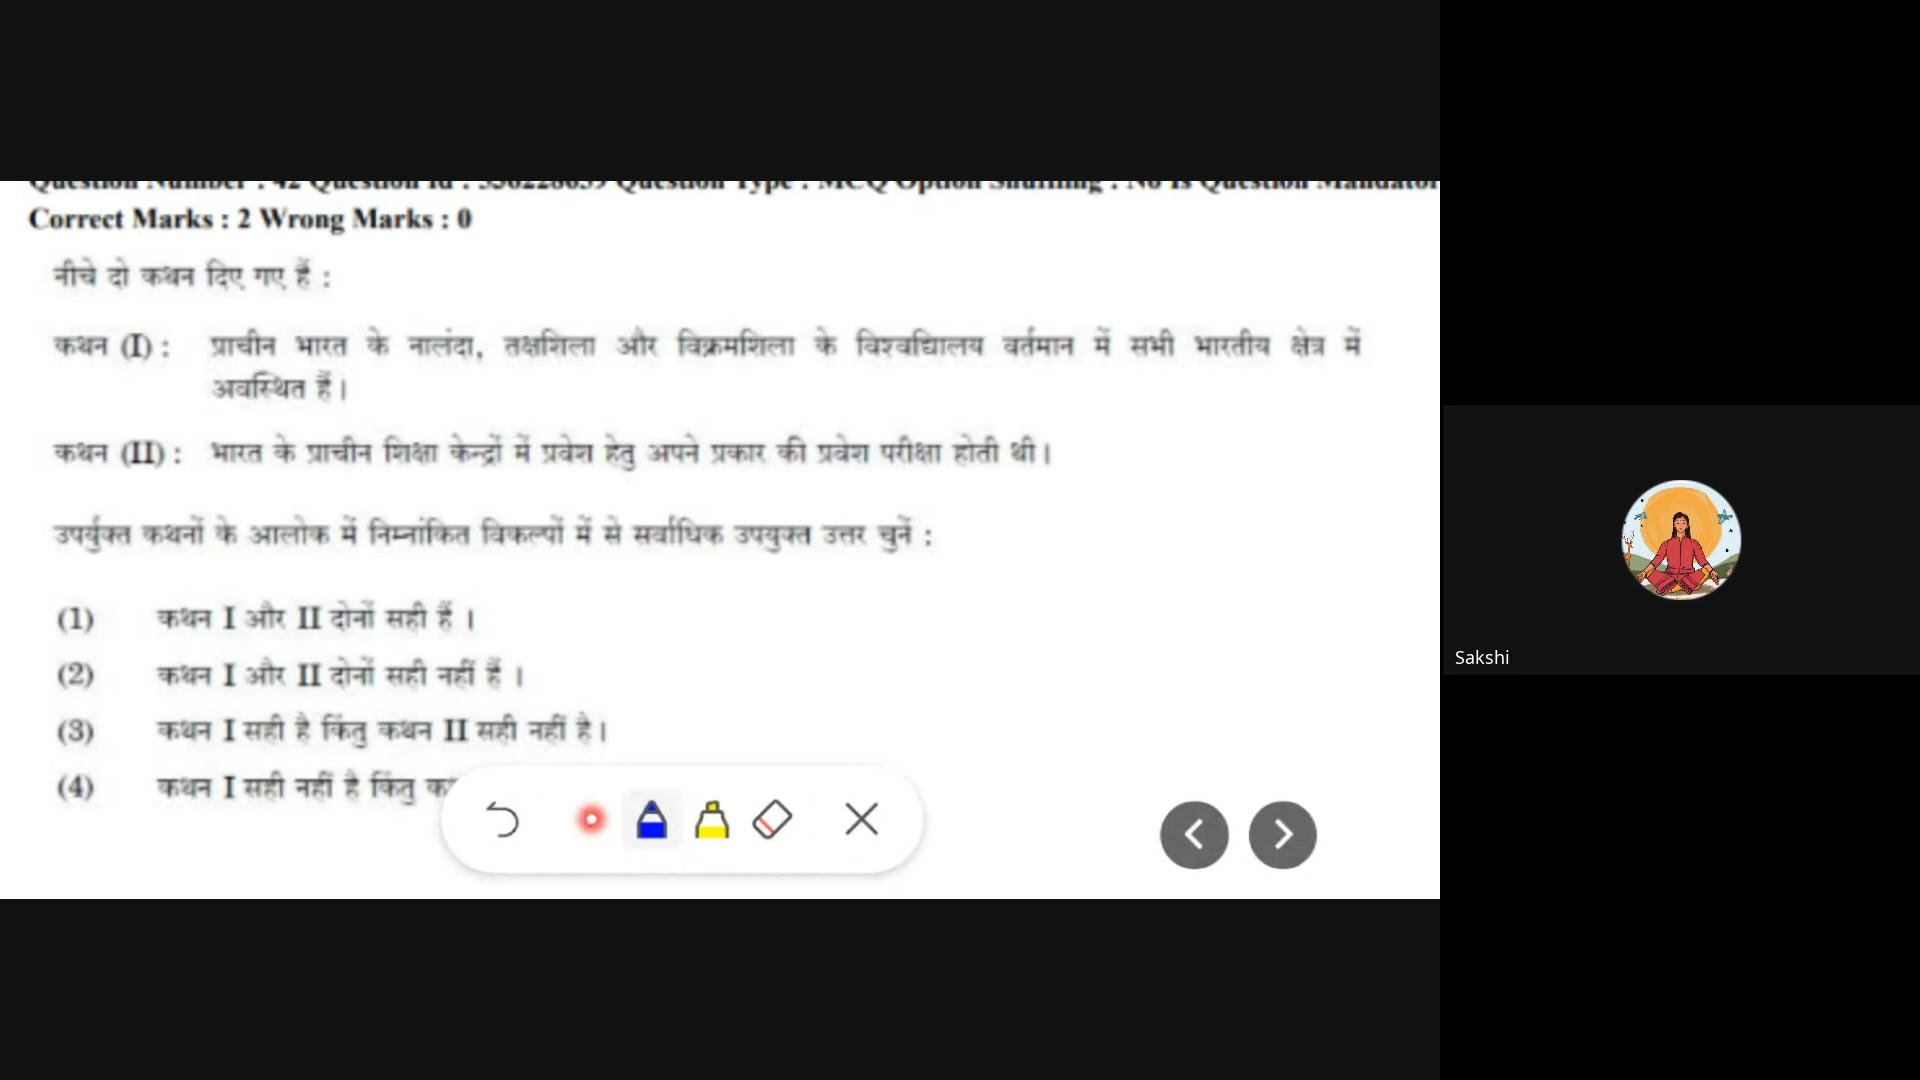 Correct Marks : 2 Wrong Marks : 0
नीचे दो कथन दिए गए हैं :
कथन (I) : प्राचीन भारत के नालंदा, तक्षशिला और विक्रमशिला के विश्वविद्यालय वर्तमान में सभी भारतीय क्षेत्र में
अवस्थित हैं।
कथन (II) : भारत के प्राचीन शिक्षा केन्द्रों में प्रवेश हेतु अपने प्रकार की प्रवेश परीक्षा होती थी।
उपर्युक्त कथनों के आलोक में निम्नांकित विकल्पों में से सर्वाधिक उपयुक्त उत्तर चुनें :
(1) कथन I और II दोनों सही हैं ।
(2) कथन I और II दोनों सही नहीं हैं ।
(3) कथन I सही है किंतु कथन II सही नहीं है।
(4) कथन I सही नहीं है किंतु
Sakshi